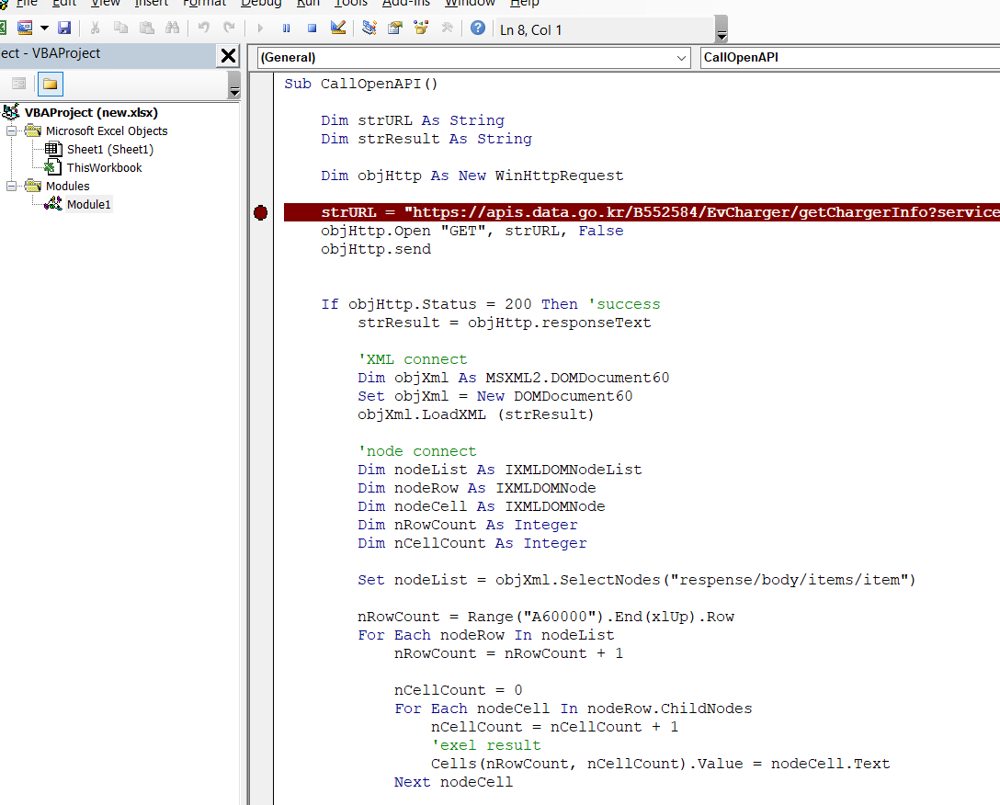 File Edit View Insert Format Debug Run Tools Add-Ins Window Help
Ln 8, Col 1
ect - VBAProject
(General)
CallOpenAPI
VBAProject (new.xlsx)
Microsoft Excel Objects
Sheet1 (Sheet1)
ThisWorkbook
Modules
Module1
Sub CallOpenAPI()
Dim strURL As String
Dim strResult As String
Dim objHttp As New WinHttpRequest
strURL = "https://apis.data.go.kr/B552584/EvCharger/getChargerInfo?service
objHttp.Open "GET", strURL, False
objHttp.send
If objHttp.Status = 200 Then 'success
strResult = objHttp.responseText
'XML connect
Dim objXml As MSXML2.DOMDocument60
Set objXml = New DOMDocument60
objXml.LoadXML (strResult)
'node connect
Dim nodeList As IXMLDOMNodeList
Dim nodeRow As IXMLDOMNode
Dim nodeCell As IXMLDOMNode
Dim nRowCount As Integer
Dim nCellCount As Integer
Set nodeList = objXml.SelectNodes("respense/body/items/item")
nRowCount = Range("A60000").End(xlUp).Row
For Each nodeRow In nodeList
nRowCount = nRowCount + 1
nCellCount = 0
For Each nodeCell In nodeRow.ChildNodes
nCellCount = nCellCount + 1
'exel result
Cells(nRowCount, nCellCount).Value = nodeCell.Text
Next nodeCell